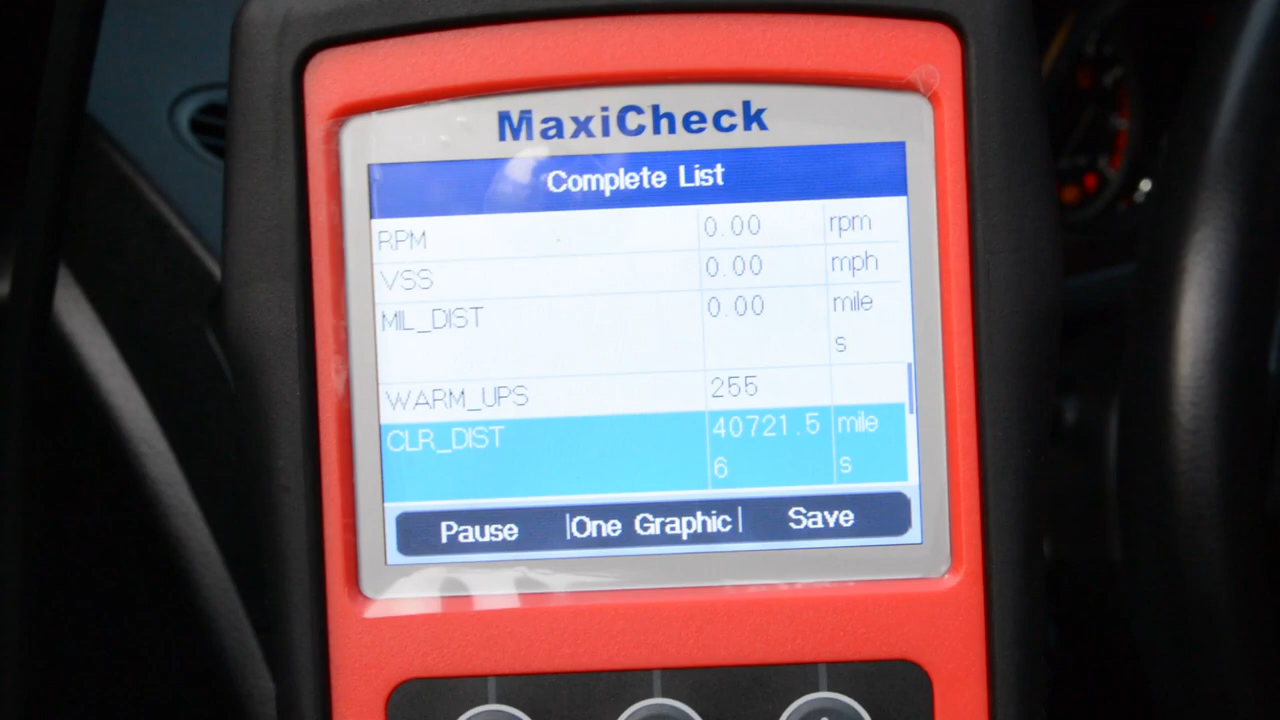 MaxiCheck
Complete List
RPM 0.00 rpm
VSS 0.00 mph
MIL_DIST 0.00 mile
s
WARM_UPS 255
CLR_DIST 40721.5 mile
6 s
Pause |One Graphic| Save